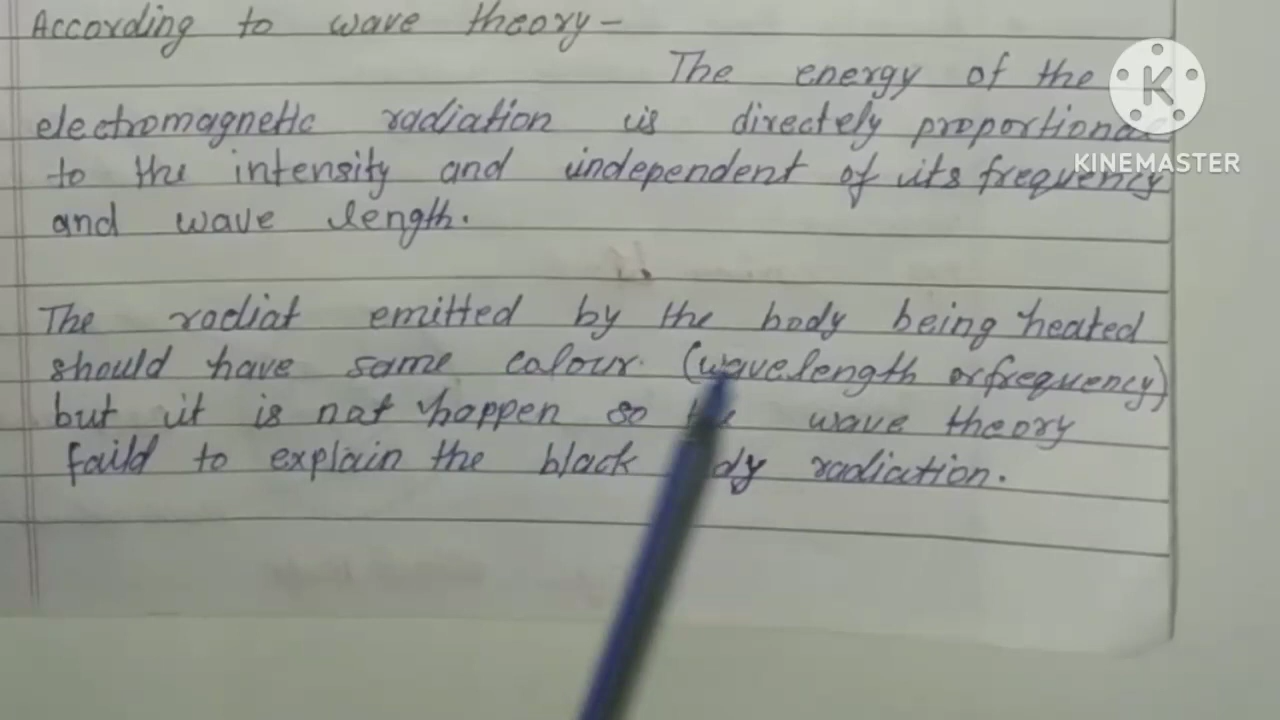 According to wave theory-
The energy of the
electromagnetic radiation is directely proportional
to the intensity and independent of its frequency
and wave length.
The radiat emitted by the body being heated
should have same colour. (wavelength or frequency)
but it is not happen so the wave theory
faild to explain the black dy radiation.
K
KINEMASTER